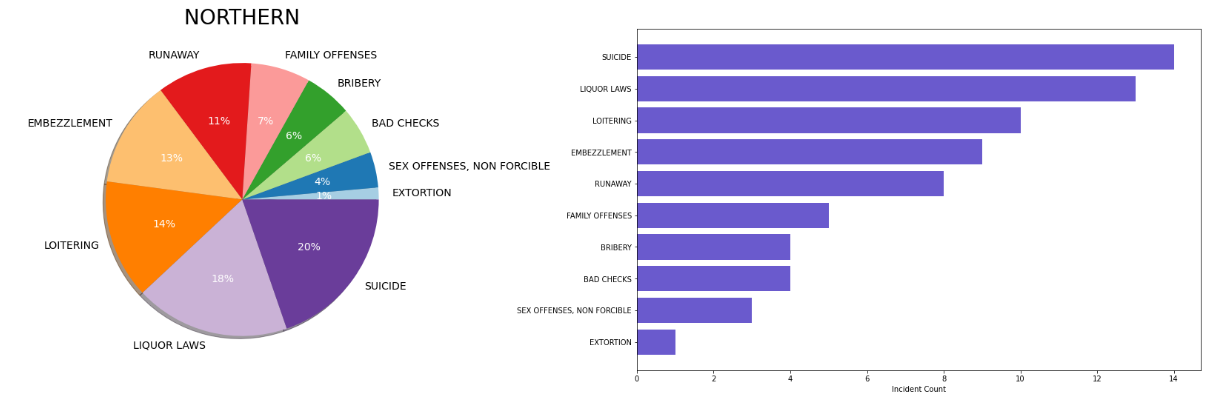 NORTHERN
RUNAWAY
FAMILY OFFENSES
BRIBERY
EMBEZZLEMENT
BAD CHECKS
SEX OFFENSES, NON FORCIBLE
EXTORTION
LOITERING
SUICIDE
LIQUOR LAWS
11%
7%
6%
6%
13%
4%
1%
14%
20%
18%
SUICIDE
LIQUOR LAWS
LOITERING
EMBEZZLEMENT
RUNAWAY
FAMILY OFFENSES
BRIBERY
BAD CHECKS
SEX OFFENSES, NON FORCIBLE
EXTORTION
0 2 4 6 8 10 12 14
Incident Count